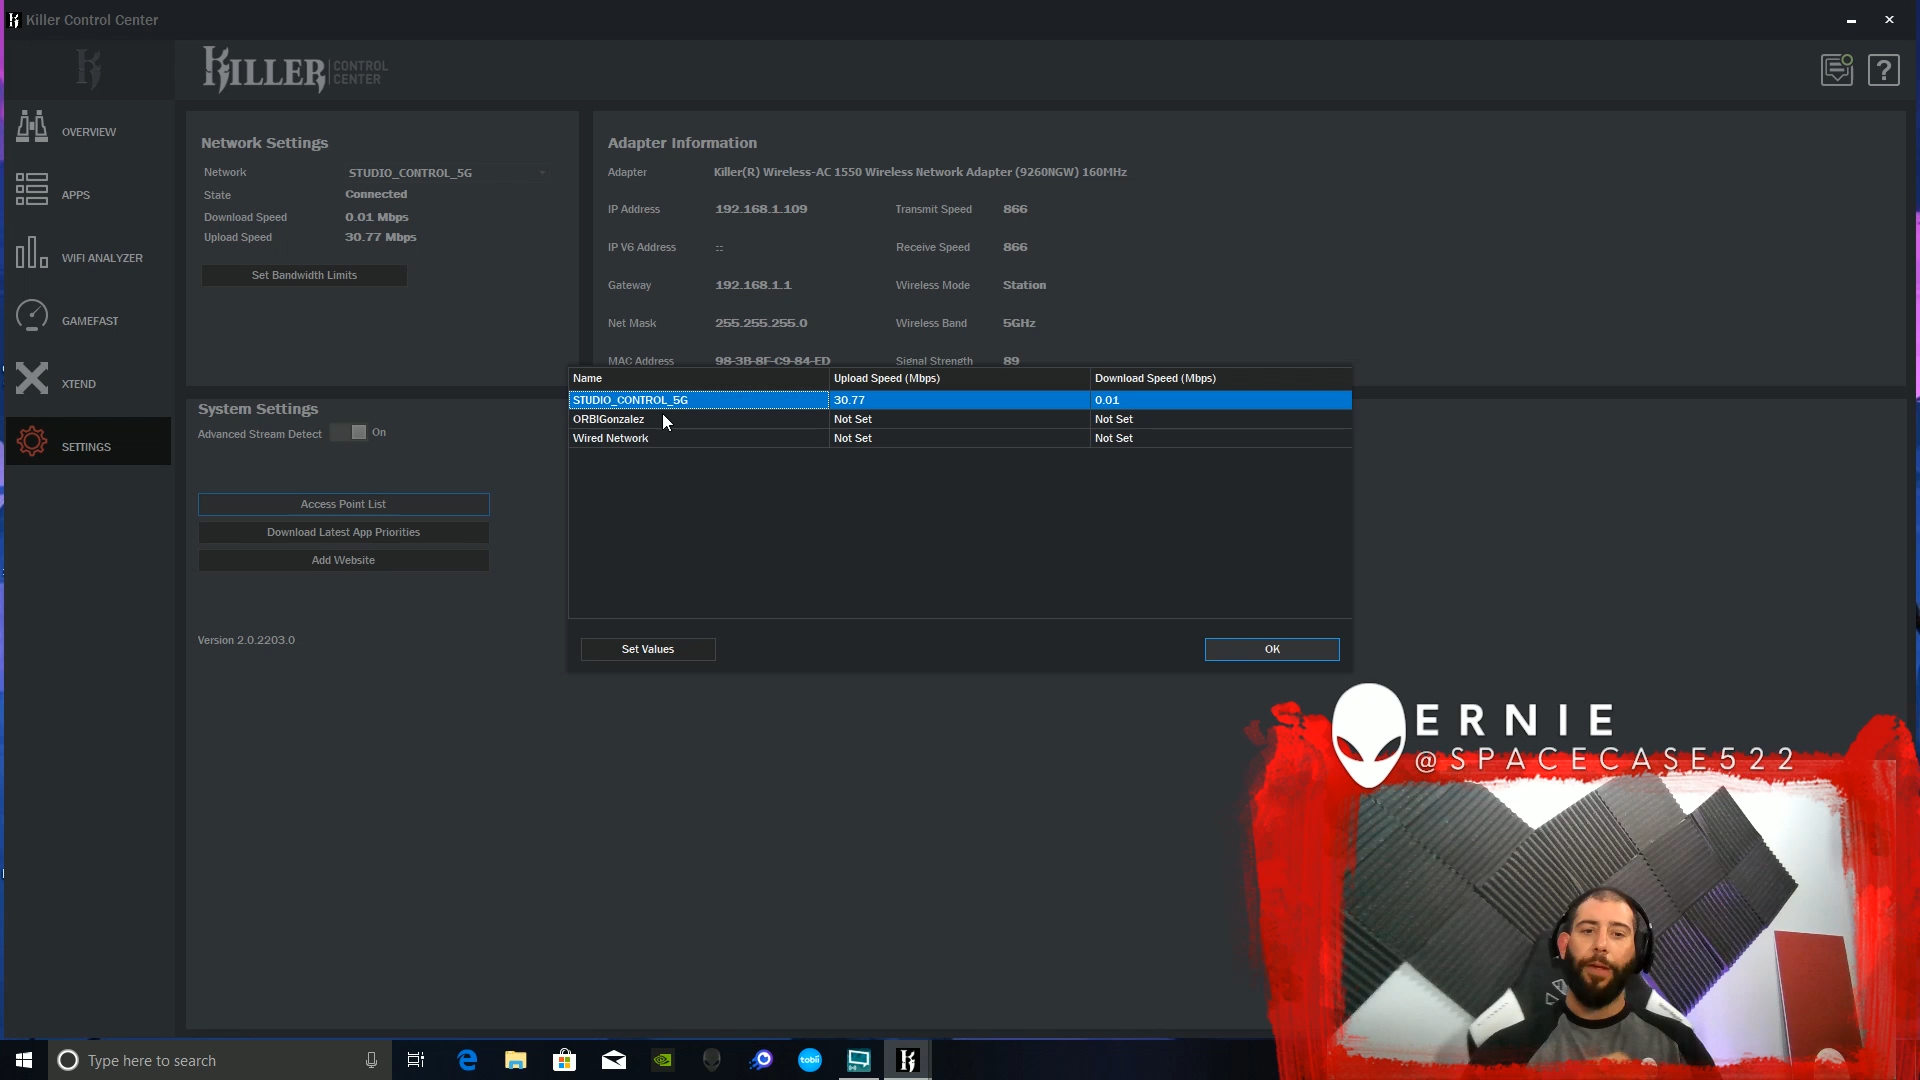 Killer Control Center
KILLER CONTROL CENTER
OVERVIEW
APPS
WIFI ANALYZER
GAMEFAST
XTEND
SETTINGS
Network Settings
Network STUDIO_CONTROL_5G
State Connected
Download Speed 0.01 Mbps
Upload Speed 30.77 Mbps
Set Bandwidth Limits
Adapter Information
Adapter Killer(R) Wireless-AC 1550 Wireless Network Adapter (9260NGW) 160MHz
IP Address 192.168.1.109 Transmit Speed 866
IP V6 Address :: Receive Speed 866
Gateway 192.168.1.1 Wireless Mode Station
Net Mask 255.255.255.0 Wireless Band 5GHz
MAC Address 98-3B-8F-C9-84-ED Signal Strength 89
System Settings
Advanced Stream Detect On
Access Point List
Download Latest App Priorities
Add Website
Version 2.0.2203.0
Name Upload Speed (Mbps) Download Speed (Mbps)
STUDIO_CONTROL_5G 30.77 0.01
ORBIGonzalez Not Set Not Set
Wired Network Not Set Not Set
Set Values OK
ERNIE
@SPACECASE522
Type here to search
tobii